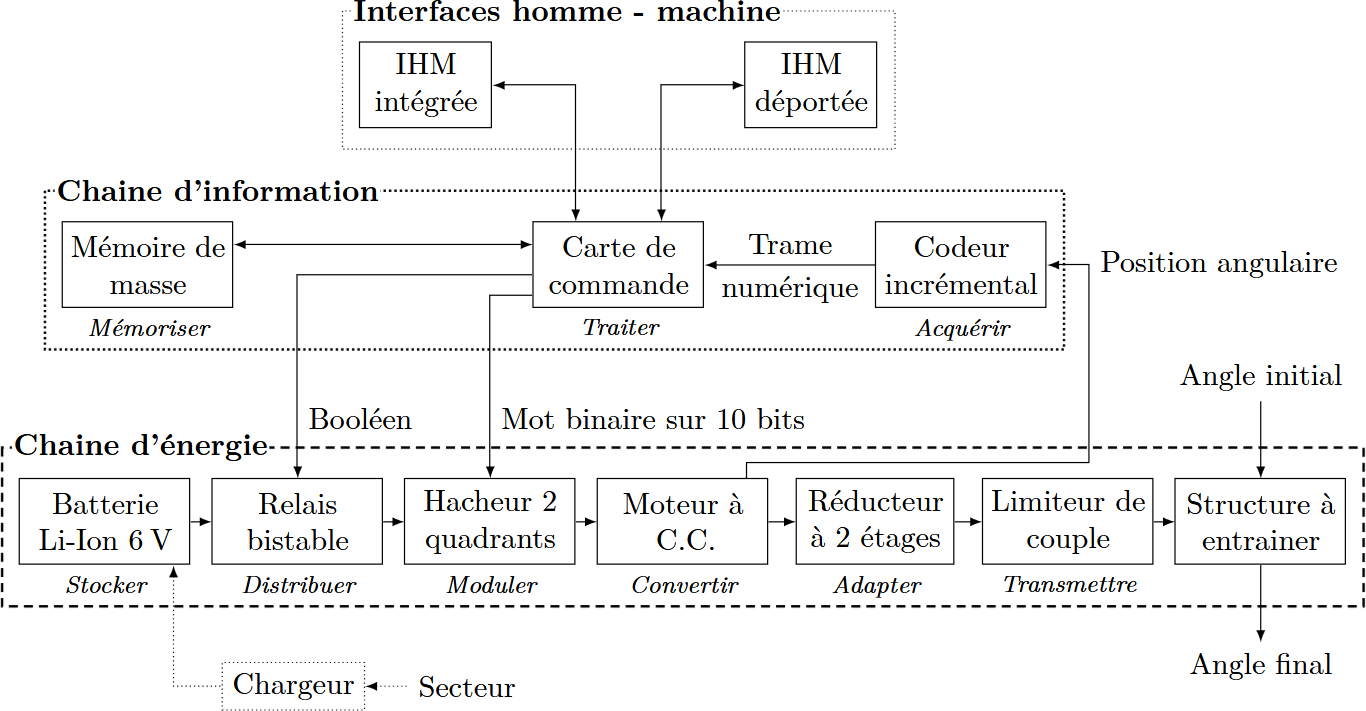 Interfaces homme - machine
IHM
intégrée
IHM
déportée
Chaine d'information
Mémoire de
masse
Mémoriser
Carte de
commande
Traiter
Trame
numérique
Codeur
incrémental
Acquérir
Position angulaire
Angle initial
Booléen
Mot binaire sur 10 bits
Chaine d'énergie
Batterie
Li-Ion 6 V
Stocker
Relais
bistable
Distribuer
Hacheur 2
quadrants
Moduler
Moteur à
C.C.
Convertir
Réducteur
à 2 étages
Adapter
Limiteur de
couple
Transmettre
Structure à
entrainer
Angle final
Chargeur
Secteur